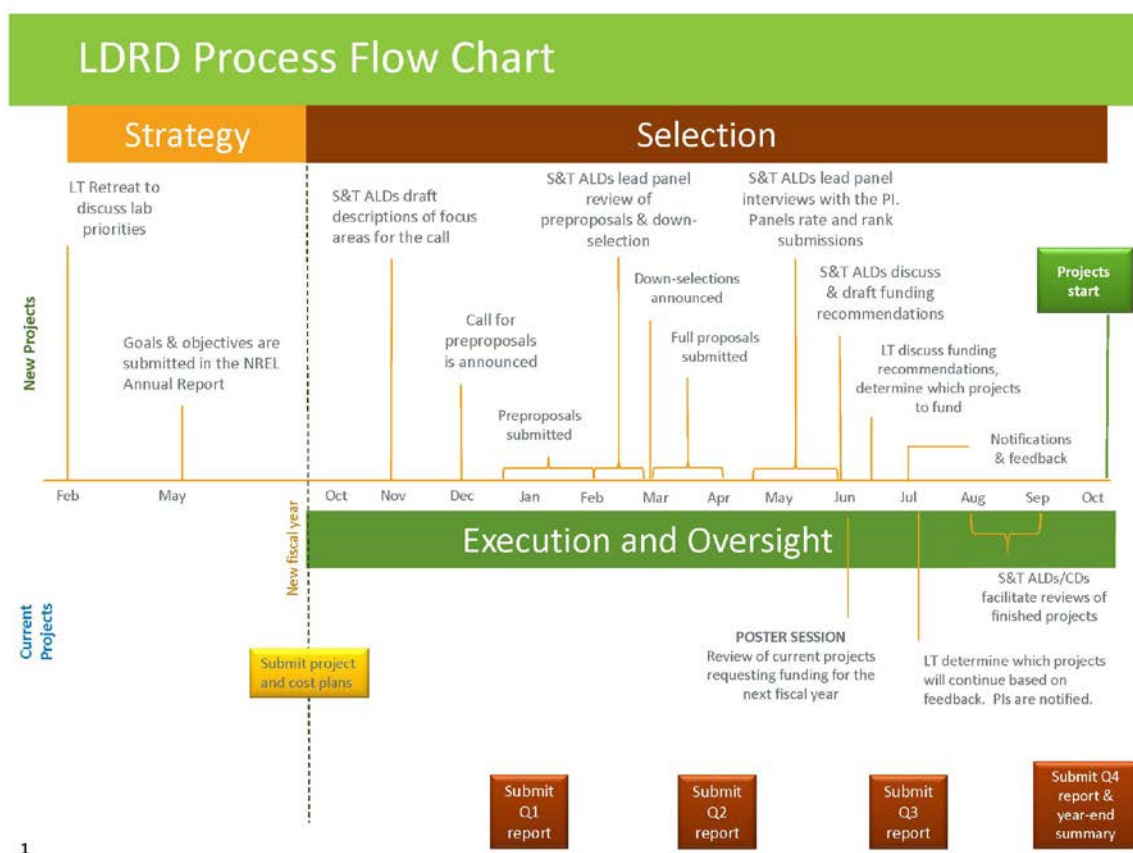 LDRD Process Flow Chart
Strategy
Selection
LT Retreat to
discuss lab
priorities
S&T ALDs draft
descriptions of focus
areas for the call
S&T ALDs lead panel
review of
preproposals & down-
selection
S&T ALDs lead panel
interviews with the PI.
Panels rate and rank
submissions
Projects
start
New Projects
Goals & objectives are
submitted in the NREL
Annual Report
Call for
preproposals
is announced
Preproposals
submitted
Down-selections
announced
Full proposals
submitted
S&T ALDs discuss
& draft funding
recommendations
LT discuss funding
recommendations,
determine which projects
to fund
Notifications
& feedback
Feb
May
Oct
Nov
Dec
Jan
Feb
Mar
Apr
May
Jun
Jul
Aug
Sep
Oct
New fiscal year
Execution and Oversight
Current
Projects
Submit project
and cost plans
POSTER SESSION
Review of current projects
requesting funding for the
next fiscal year
S&T ALDs/CDs
facilitate reviews of
finished projects
LT determine which projects
will continue based on
feedback. PIs are notified.
Submit
Q1
report
Submit
Q2
report
Submit
Q3
report
Submit Q4
report &
year-end
summary
1